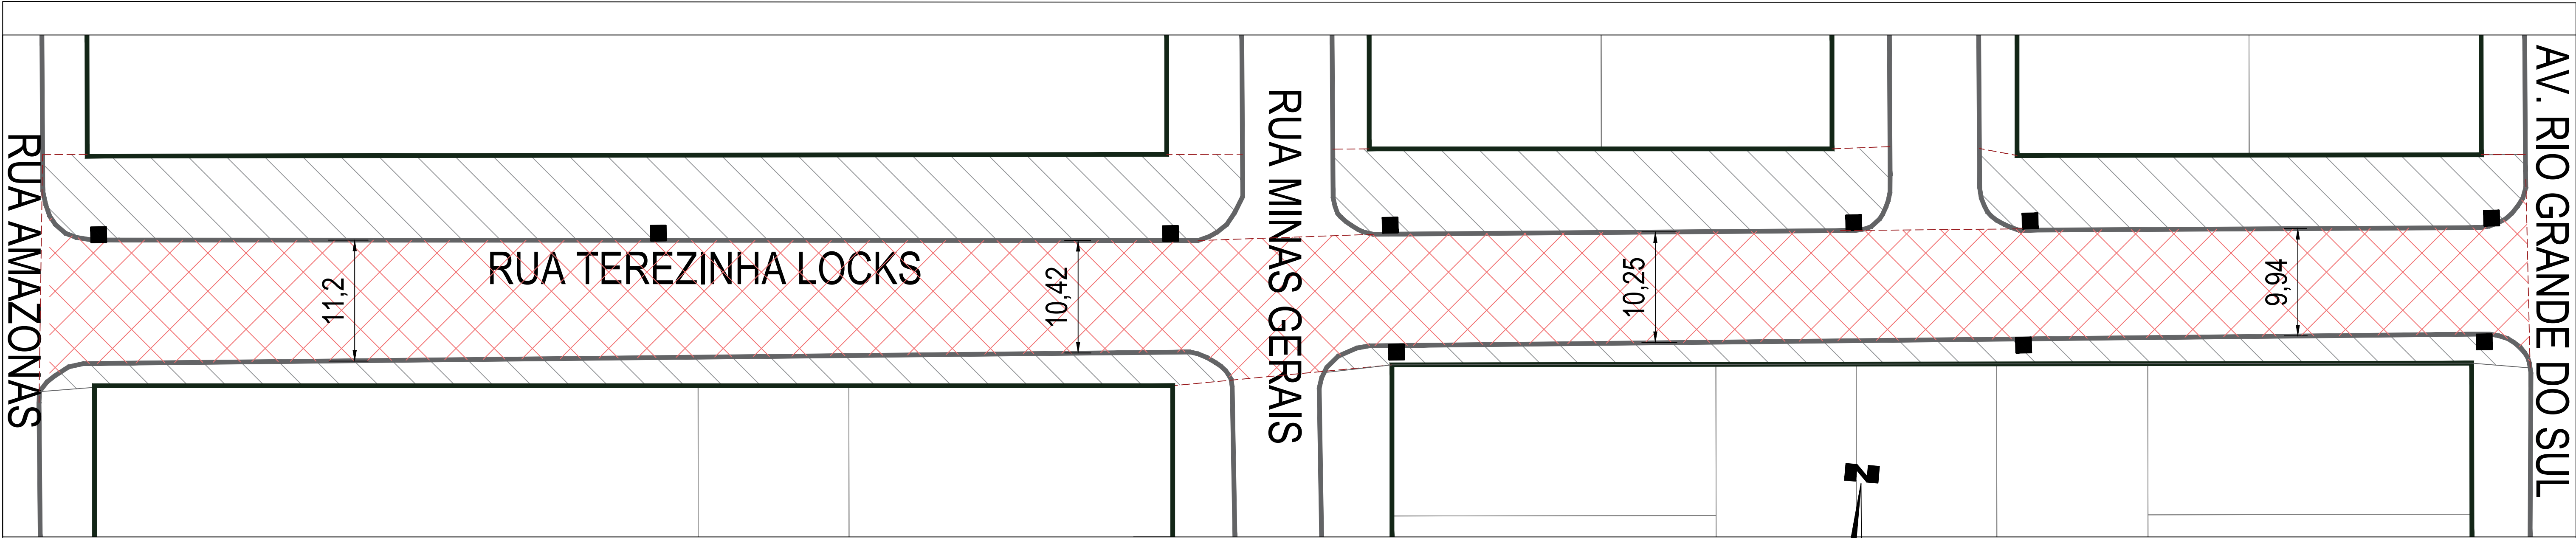 RUA AMAZONAS
11,2
RUA TEREZINHA LOCKS
10,42
RUA MINAS GERAIS
10,25
N
9,64
AV. RIO GRANDE DO SUL